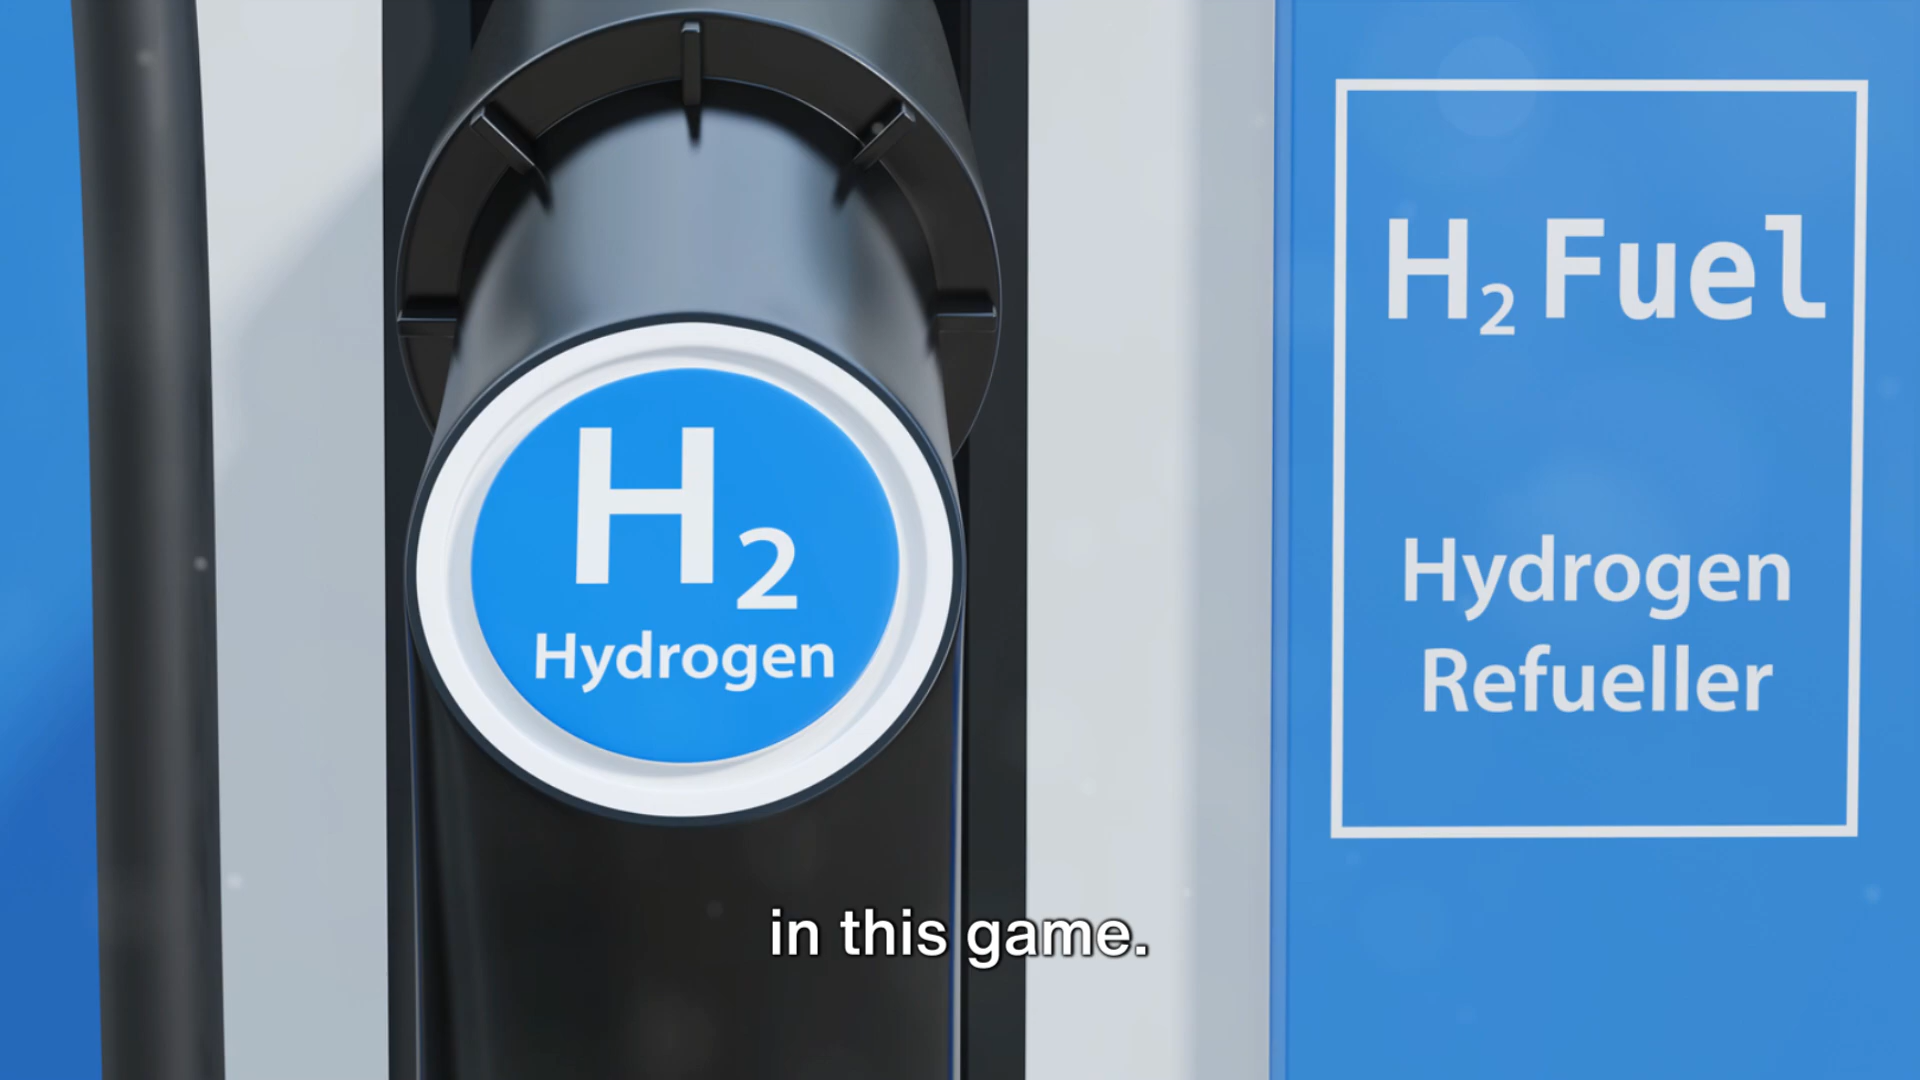 H₂
Hydrogen
H₂ Fuel
Hydrogen
Refueller
in this game.